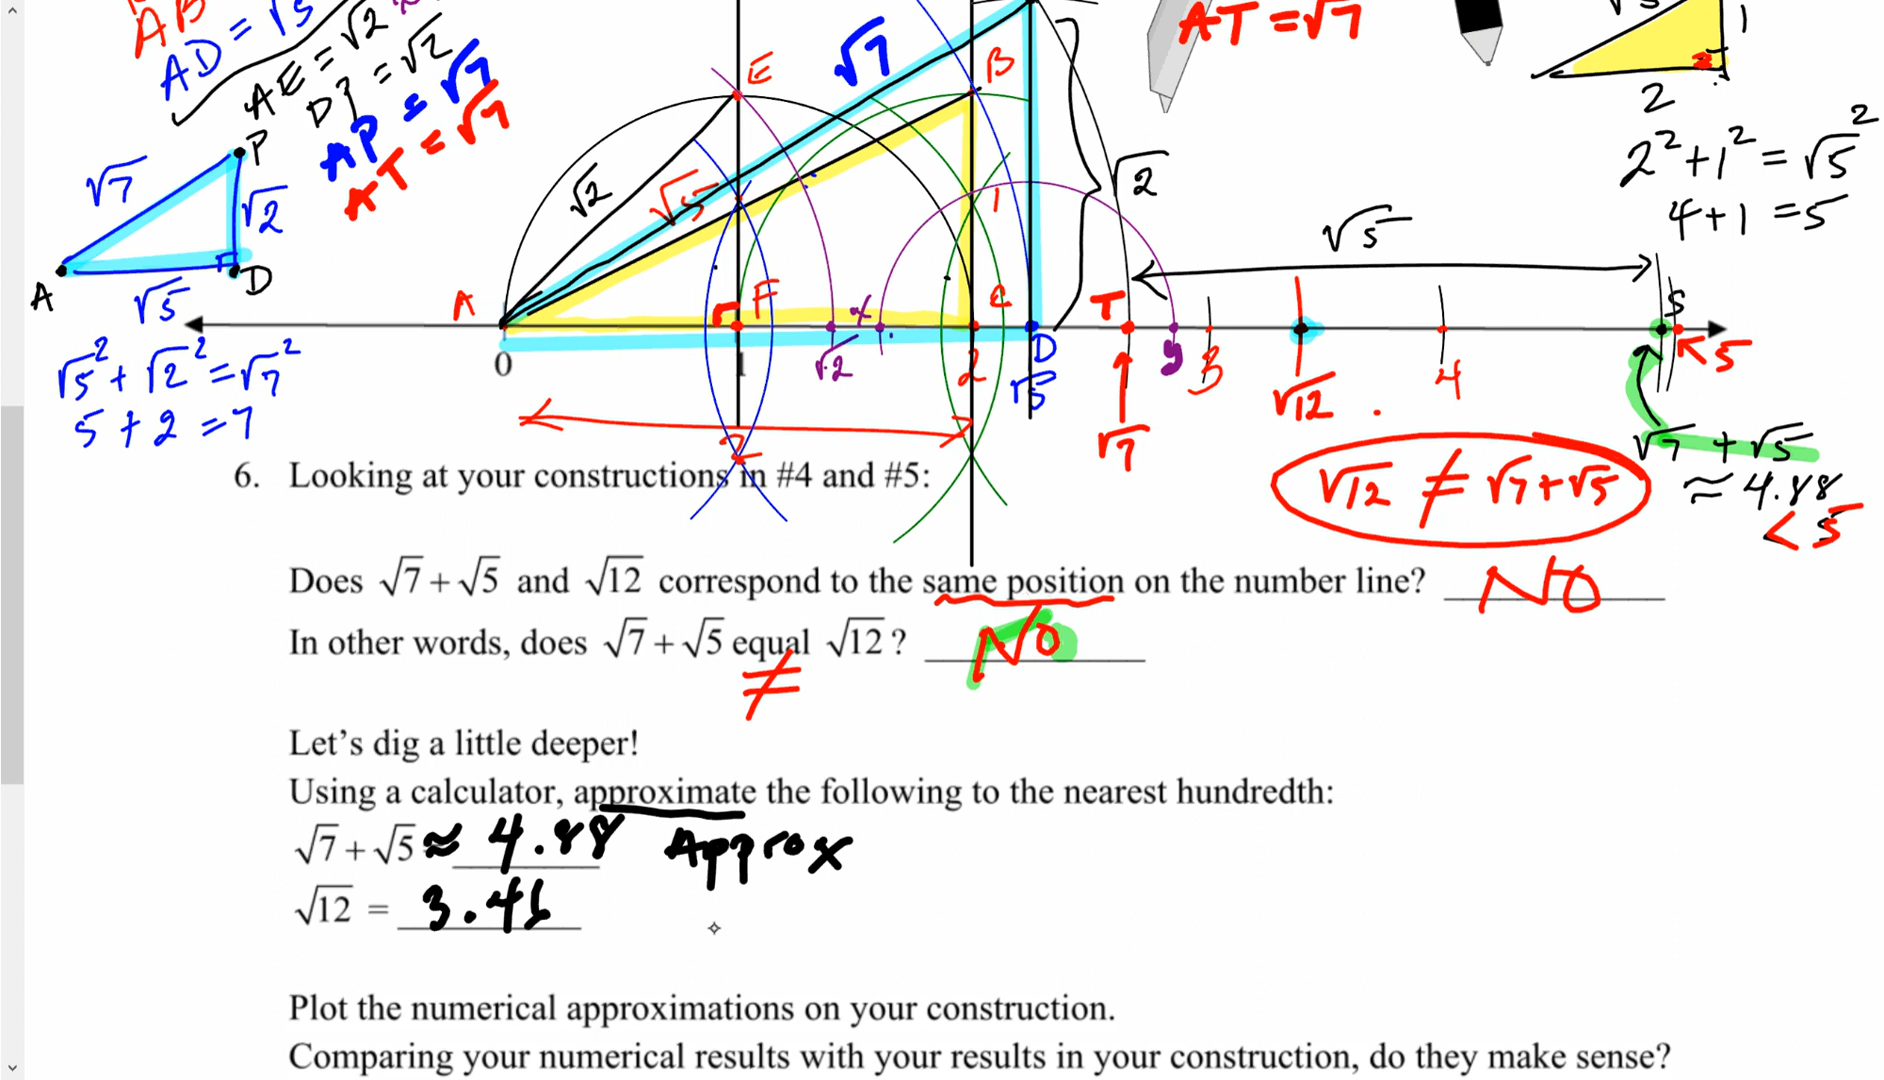 AB
AD = √5
AE = √2
D? = √2
AP = √7
AT = √7
AT = √7
1
2
2² + 1² = √5²
4 + 1 = 5
√7
P
√2
D
√5
A
√5² + √2² = √7²
5 + 2 = 7
E
√7
B
√2
√5
1
√2
√5
A
F
x
C
T
S
0
1
√2
2
D
√5
y
3
√12
4
5
√7
2
√7 + √5
≈ 4.88
< 5
√12 ≠ √7 + √5
6. Looking at your constructions in #4 and #5:
Does √7 + √5 and √12 correspond to the same position on the number line? NO
In other words, does √7 + √5 equal √12? NO
≠
Let's dig a little deeper!
Using a calculator, approximate the following to the nearest hundredth:
√7 + √5 ≈ 4.88 Approx
√12 = 3.46
Plot the numerical approximations on your construction.
Comparing your numerical results with your results in your construction, do they make sense?